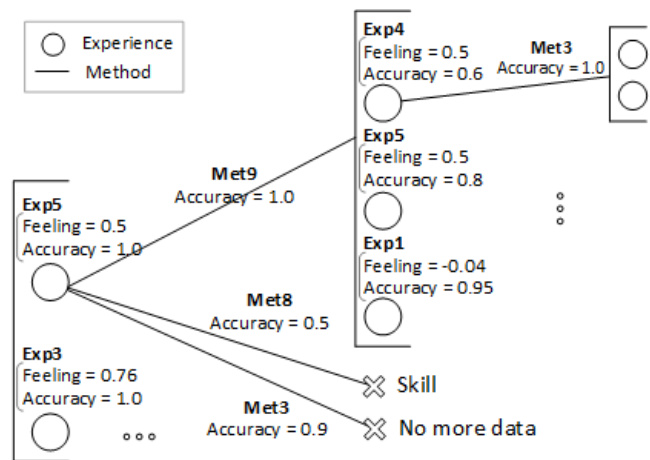 Experience
Method
Exp4
Feeling = 0.5
Accuracy = 0.6
Met3
Accuracy = 1.0
Exp5
Feeling = 0.5
Accuracy = 0.8
Met9
Accuracy = 1.0
Exp5
Feeling = 0.5
Accuracy = 1.0
Exp1
Feeling = -0.04
Accuracy = 0.95
Met8
Accuracy = 0.5
Exp3
Feeling = 0.76
Accuracy = 1.0
Skill
Met3
Accuracy = 0.9
No more data